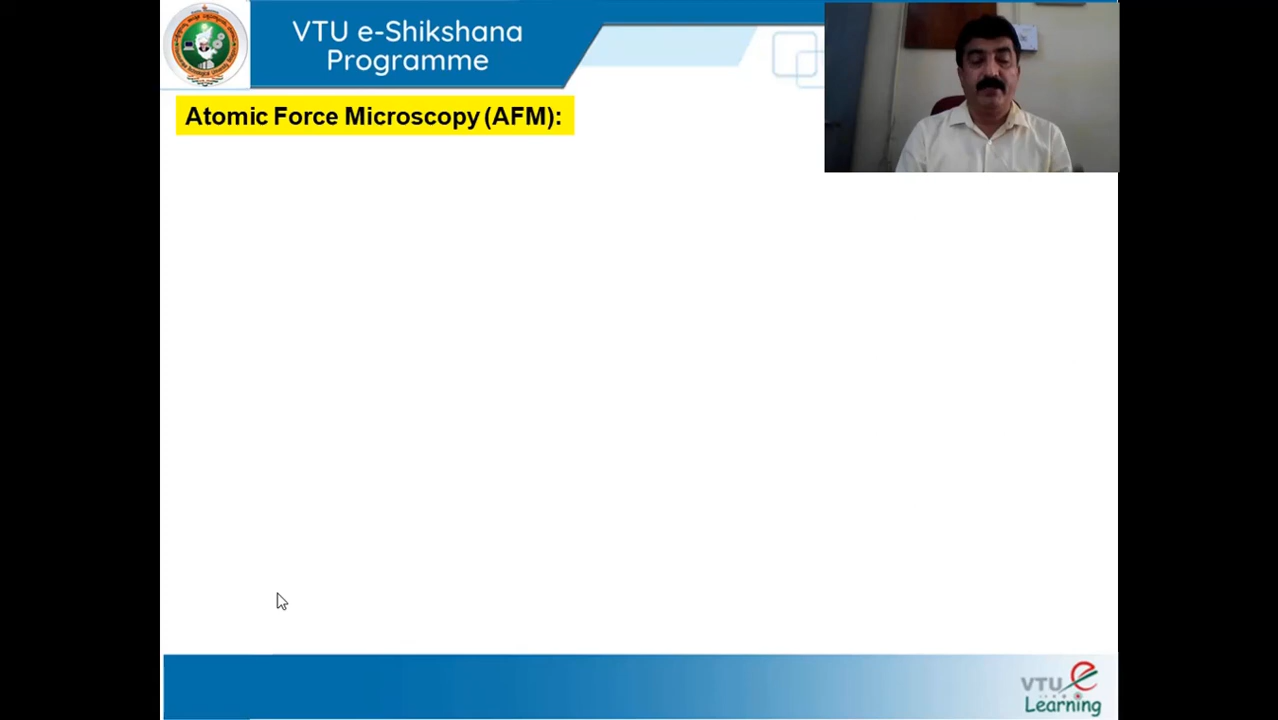 VTU e-Shikshana
Programme
Atomic Force Microscopy (AFM):
VTU e
Learning